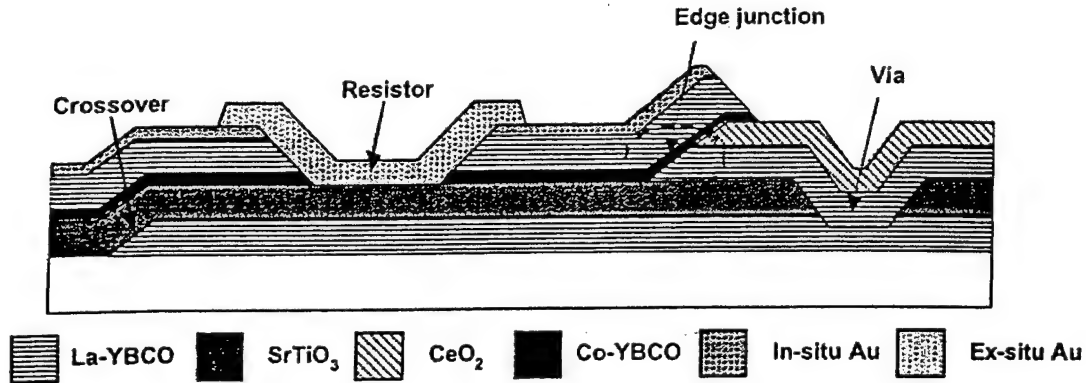 Edge junction
Via
Resistor
Crossover
La-YBCO SrTiO₃ CeO₂ Co-YBCO In-situ Au Ex-situ Au